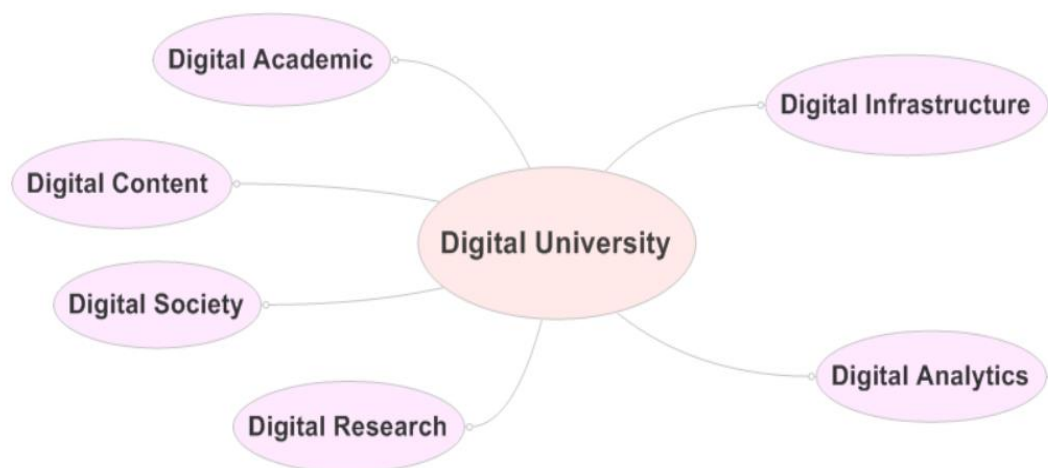 Digital Academic
Digital Infrastructure
Digital Content
Digital University
Digital Society
Digital Analytics
Digital Research